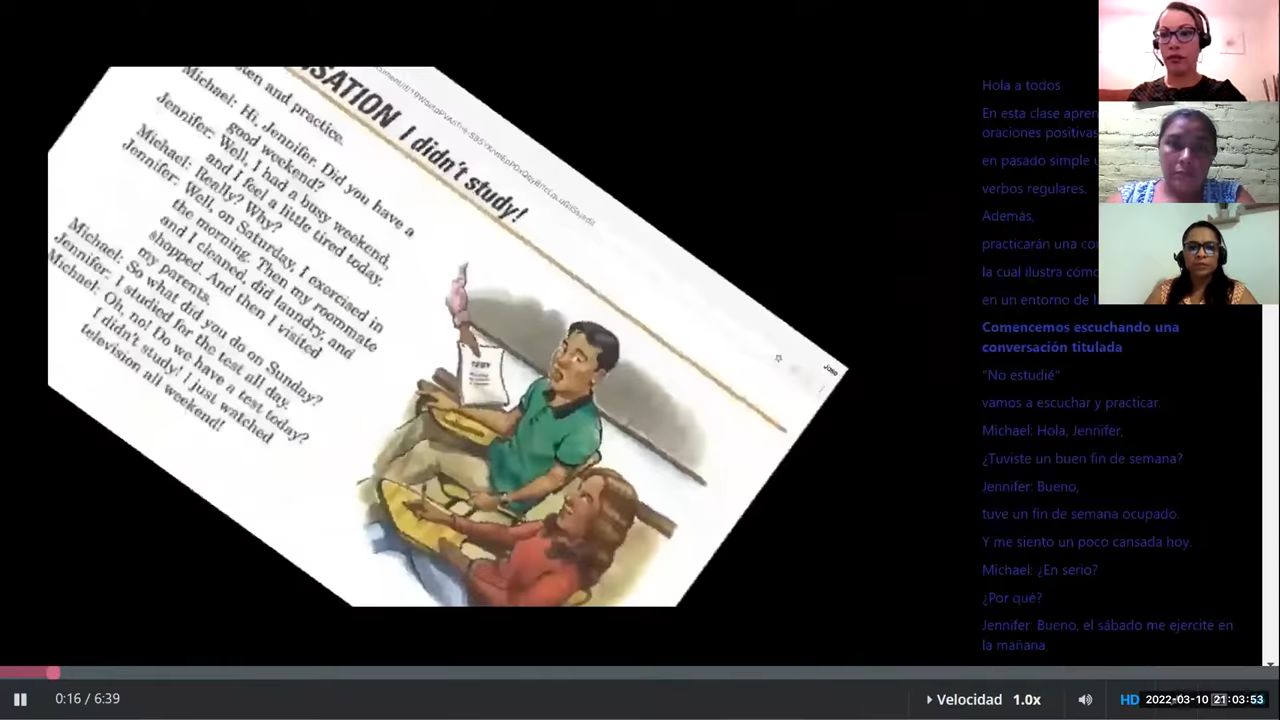 SATION I didn't study!
sten and practice.
Michael: Hi, Jennifer. Did you have a
good weekend?
Jennifer: Well, I had a busy weekend,
and I feel a little tired today.
Michael: Really? Why?
Jennifer: Well, on Saturday, I exercised in
the morning. Then my roommate
and I cleaned, did laundry, and
shopped. And then I visited
my parents.
Michael: So what did you do on Sunday?
Jennifer: I studied for the test all day.
Michael: Oh, no! Do we have a test today?
I didn't study! I just watched
television all weekend!
TEST
Hola a todos
En esta clase apren
oraciones positivas
en pasado simple u
verbos regulares,
Además,
practicarán una co
la cual ilustra cómo
en un entorno de l
Comencemos escuchando una
conversación titulada
"No estudié"
vamos a escuchar y practicar.
Michael: Hola, Jennifer,
¿Tuviste un buen fin de semana?
Jennifer: Bueno,
tuve un fin de semana ocupado.
Y me siento un poco cansada hoy.
Michael: ¿En serio?
¿Por qué?
Jennifer: Bueno, el sábado me ejercité en
la mañana
0:16 / 6:39
Velocidad 1.0x
HD
2022-03-10 21:03:53